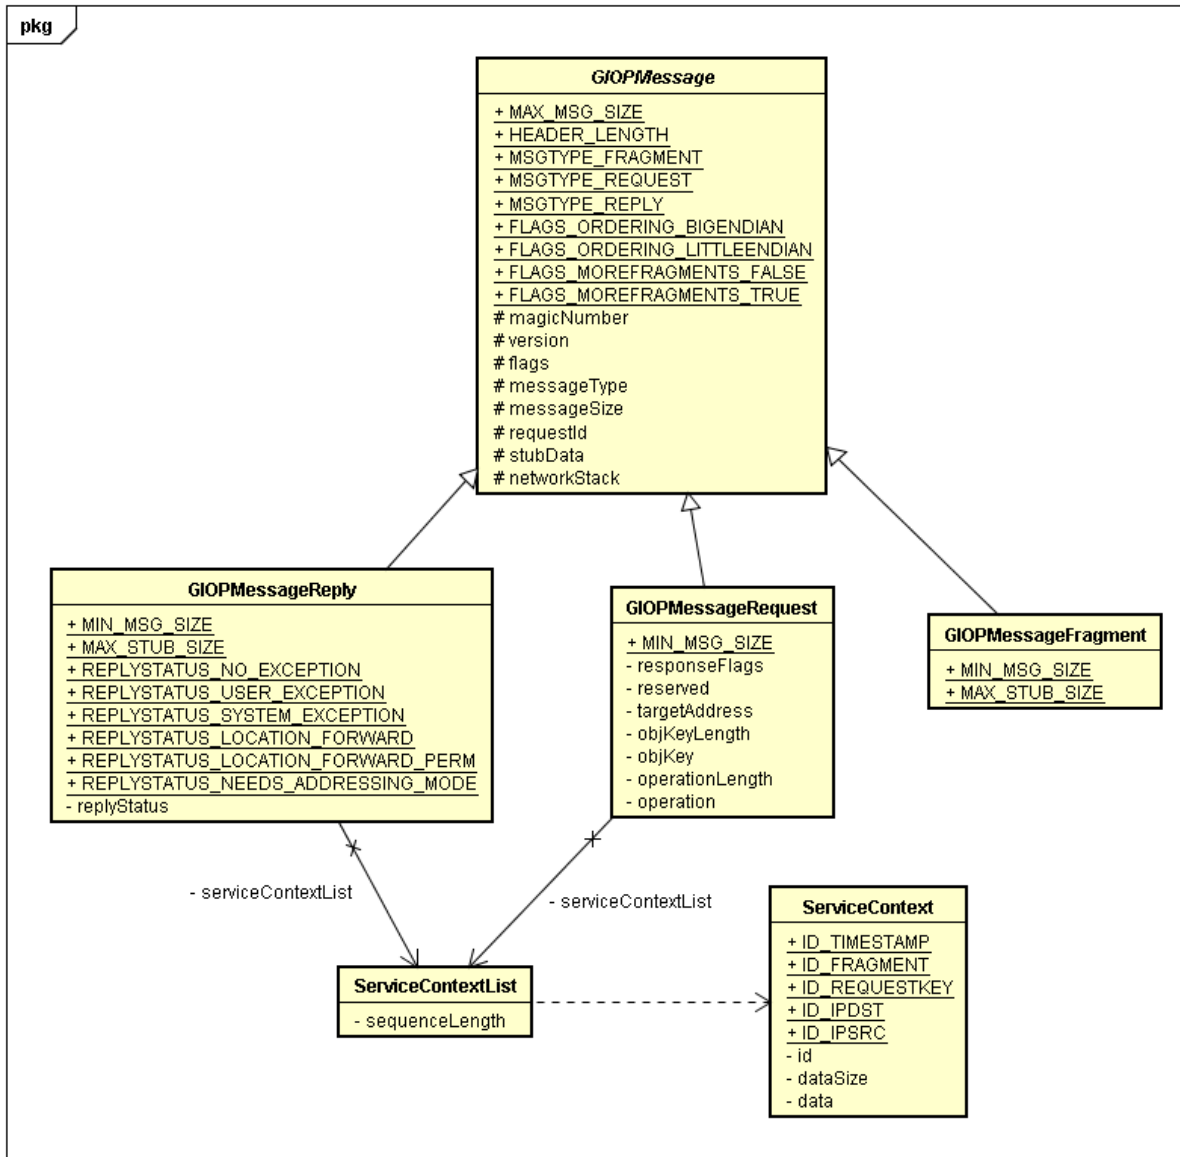 pkg
GIOPMessage
+ MAX_MSG_SIZE
+ HEADER_LENGTH
+ MSGTYPE_FRAGMENT
+ MSGTYPE_REQUEST
+ MSGTYPE_REPLY
+ FLAGS_ORDERING_BIGENDIAN
+ FLAGS_ORDERING_LITTLEENDIAN
+ FLAGS_MOREFRAGMENTS_FALSE
+ FLAGS_MOREFRAGMENTS_TRUE
# magicNumber
# version
# flags
# messageType
# messageSize
# requestId
# stubData
# networkStack
GIOPMessageReply
+ MIN_MSG_SIZE
+ MAX_STUB_SIZE
+ REPLYSTATUS_NO_EXCEPTION
+ REPLYSTATUS_USER_EXCEPTION
+ REPLYSTATUS_SYSTEM_EXCEPTION
+ REPLYSTATUS_LOCATION_FORWARD
+ REPLYSTATUS_LOCATION_FORWARD_PERM
+ REPLYSTATUS_NEEDS_ADDRESSING_MODE
- replyStatus
GIOPMessageRequest
+ MIN_MSG_SIZE
- responseFlags
- reserved
- targetAddress
- objKeyLength
- objKey
- operationLength
- operation
GIOPMessageFragment
+ MIN_MSG_SIZE
+ MAX_STUB_SIZE
- serviceContextList
- serviceContextList
ServiceContextList
- sequenceLength
ServiceContext
+ ID_TIMESTAMP
+ ID_FRAGMENT
+ ID_REQUESTKEY
+ ID_IPDST
+ ID_IPSRC
- id
- dataSize
- data